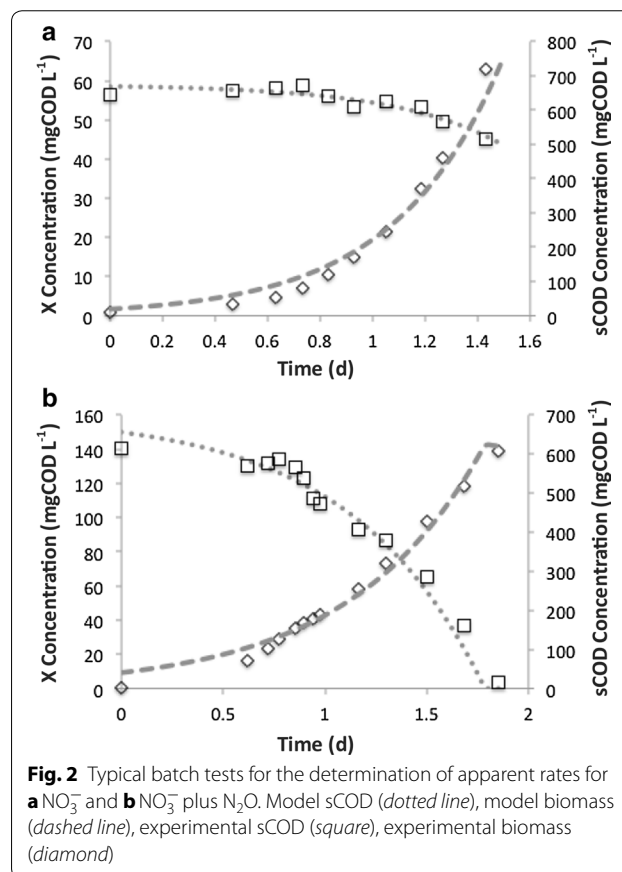 a
70
60
50
40
30
20
10
0
X Concentration (mgCOD L⁻¹)
800
700
600
500
400
300
200
100
0
sCOD Concentration (mgCOD L⁻¹)
0 0.2 0.4 0.6 0.8 1 1.2 1.4 1.6
Time (d)
b
160
140
120
100
80
60
40
20
0
X Concentration (mgCOD L⁻¹)
700
600
500
400
300
200
100
0
sCOD Concentration (mgCOD L⁻¹)
0 0.5 1 1.5 2
Time (d)
Fig. 2 Typical batch tests for the determination of apparent rates for
a NO₃⁻ and b NO₃⁻ plus N₂O. Model sCOD (dotted line), model biomass
(dashed line), experimental sCOD (square), experimental biomass
(diamond)